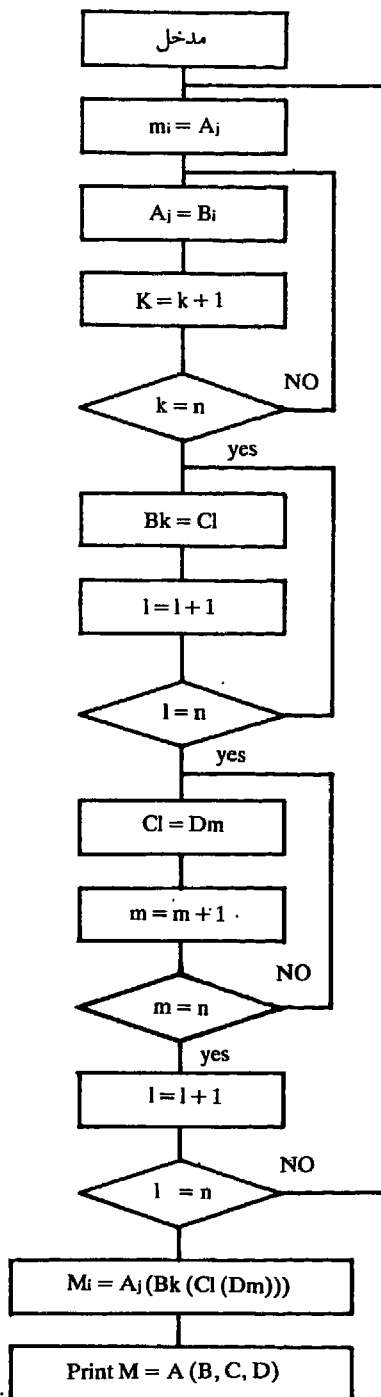 مدخل
mi = Aj
Aj = Bi
K = k + 1
NO
k = n
yes
Bk = Cl
l = l + 1
l = n
yes
Cl = Dm
m = m + 1
NO
m = n
yes
l = l + 1
NO
l = n
Mi = Aj (Bk (Cl (Dm)))
Print M = A (B, C, D)